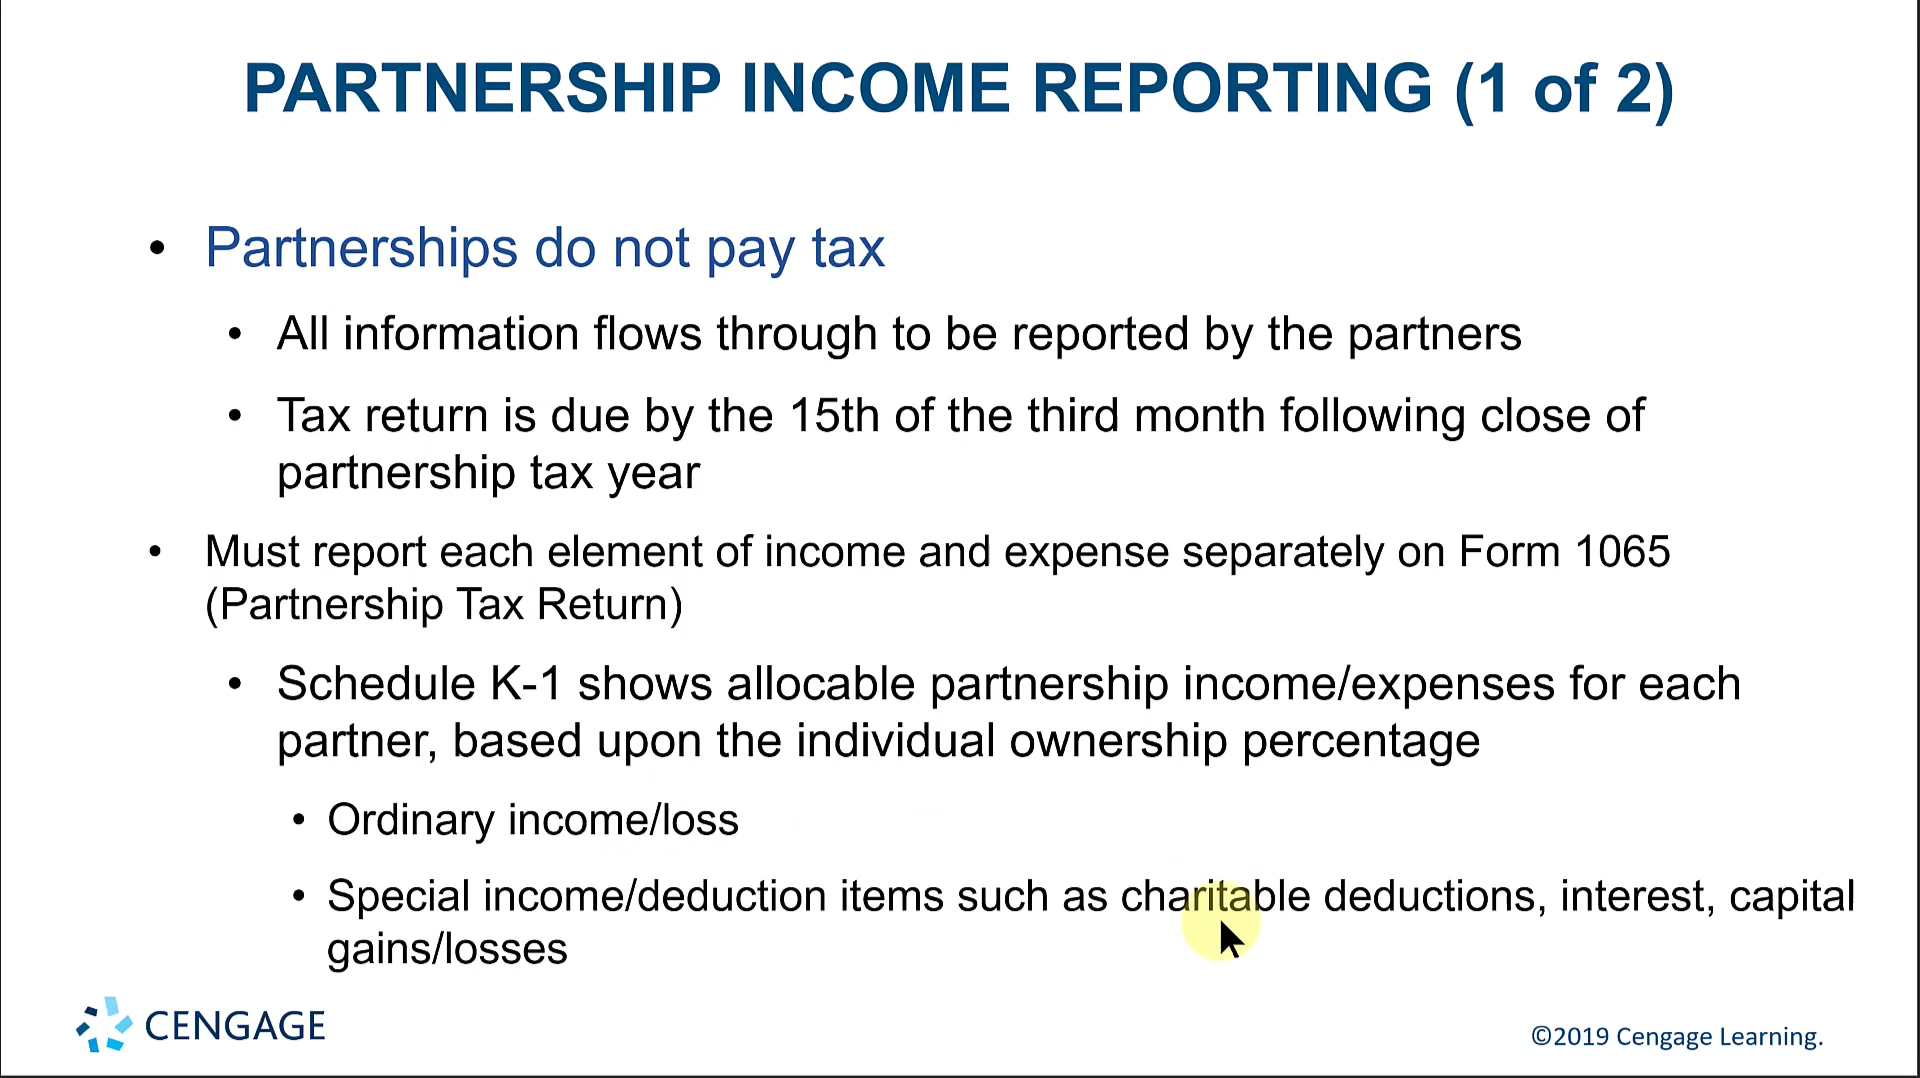 PARTNERSHIP INCOME REPORTING (1 of 2)
• Partnerships do not pay tax
• All information flows through to be reported by the partners
• Tax return is due by the 15th of the third month following close of
partnership tax year
• Must report each element of income and expense separately on Form 1065
(Partnership Tax Return)
• Schedule K-1 shows allocable partnership income/expenses for each
partner, based upon the individual ownership percentage
• Ordinary income/loss
• Special income/deduction items such as charitable deductions, interest, capital
gains/losses
CENGAGE
©2019 Cengage Learning.